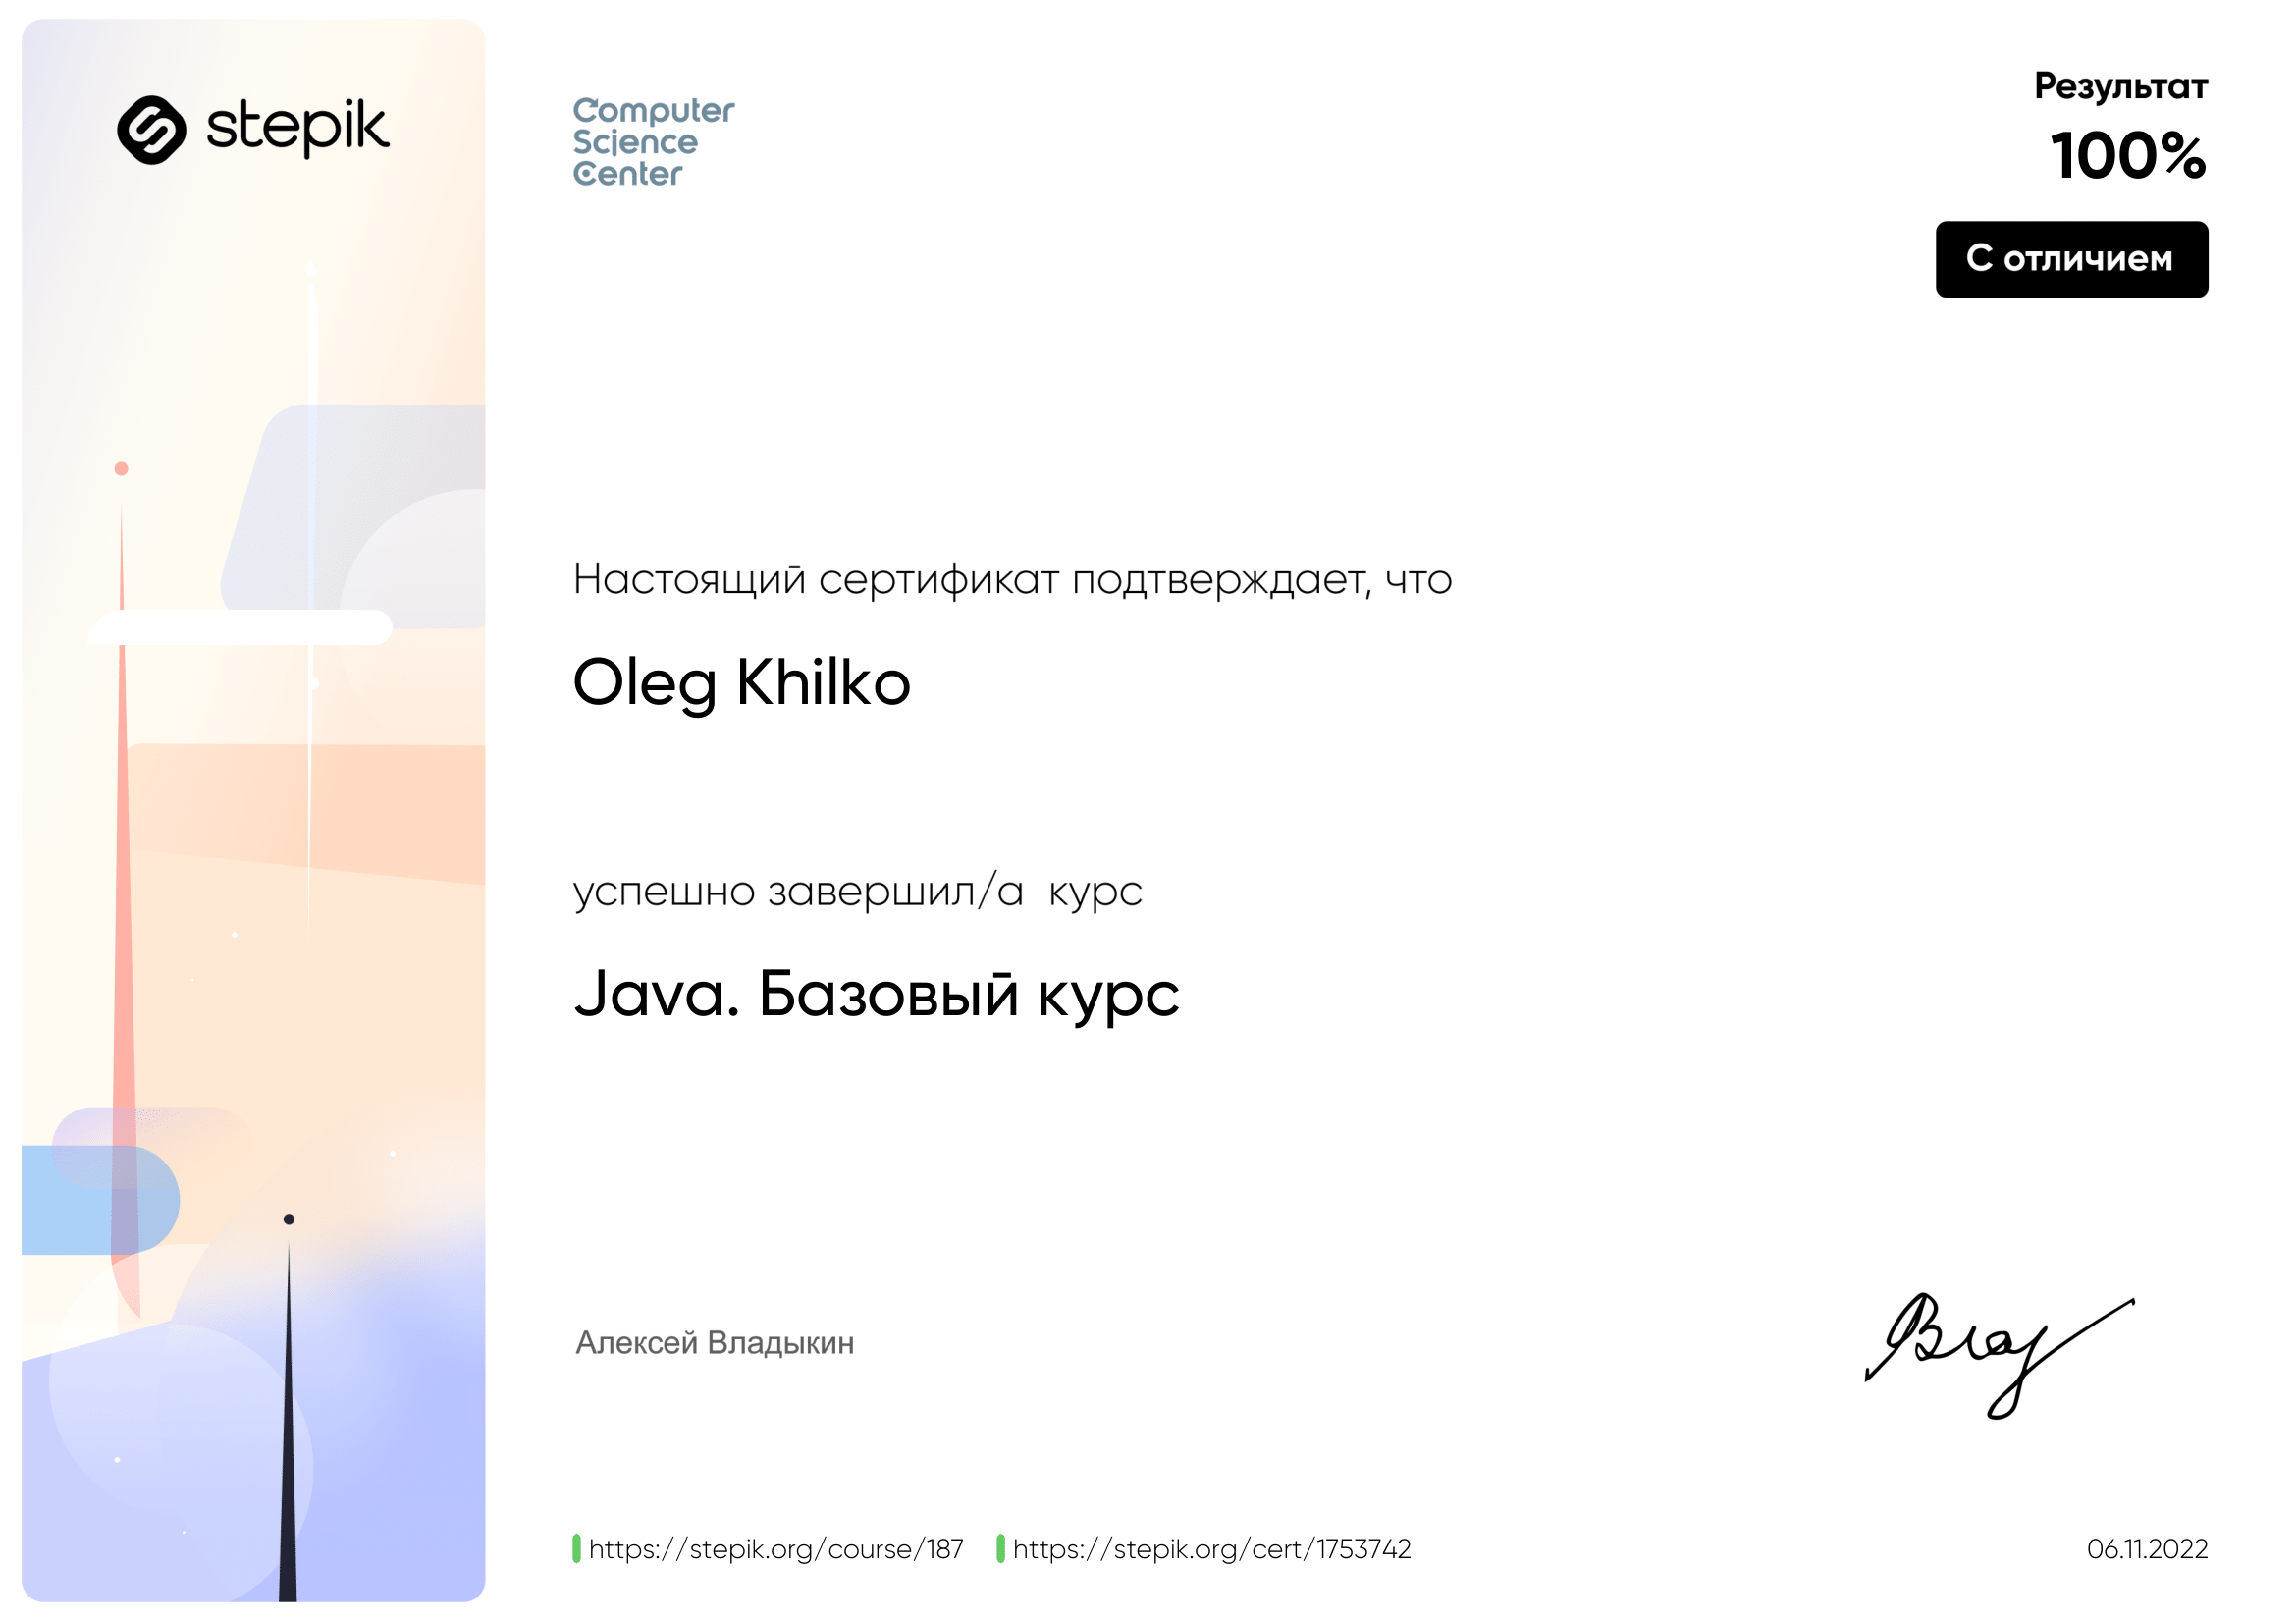 stepik
Computer
Science
Center
Результат
100%
С отличием
Настоящий сертификат подтверждает, что
Oleg Khilko
успешно завершил/а курс
Java. Базовый курс
Алексей Владыкин
https://stepik.org/course/187 https://stepik.org/cert/1753742
06.11.2022